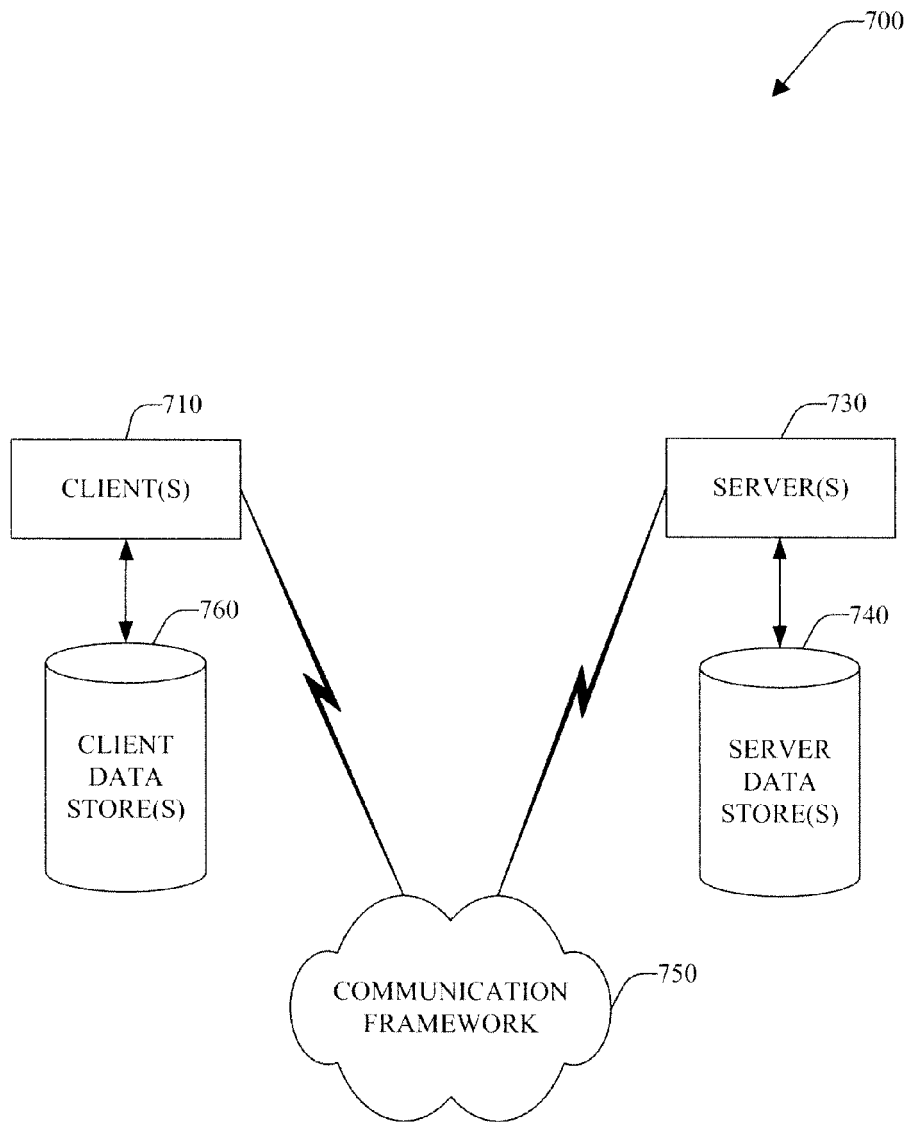 700
710
730
CLIENT(S)
SERVER(S)
760
740
CLIENT
DATA
STORE(S)
SERVER
DATA
STORE(S)
750
COMMUNICATION
FRAMEWORK